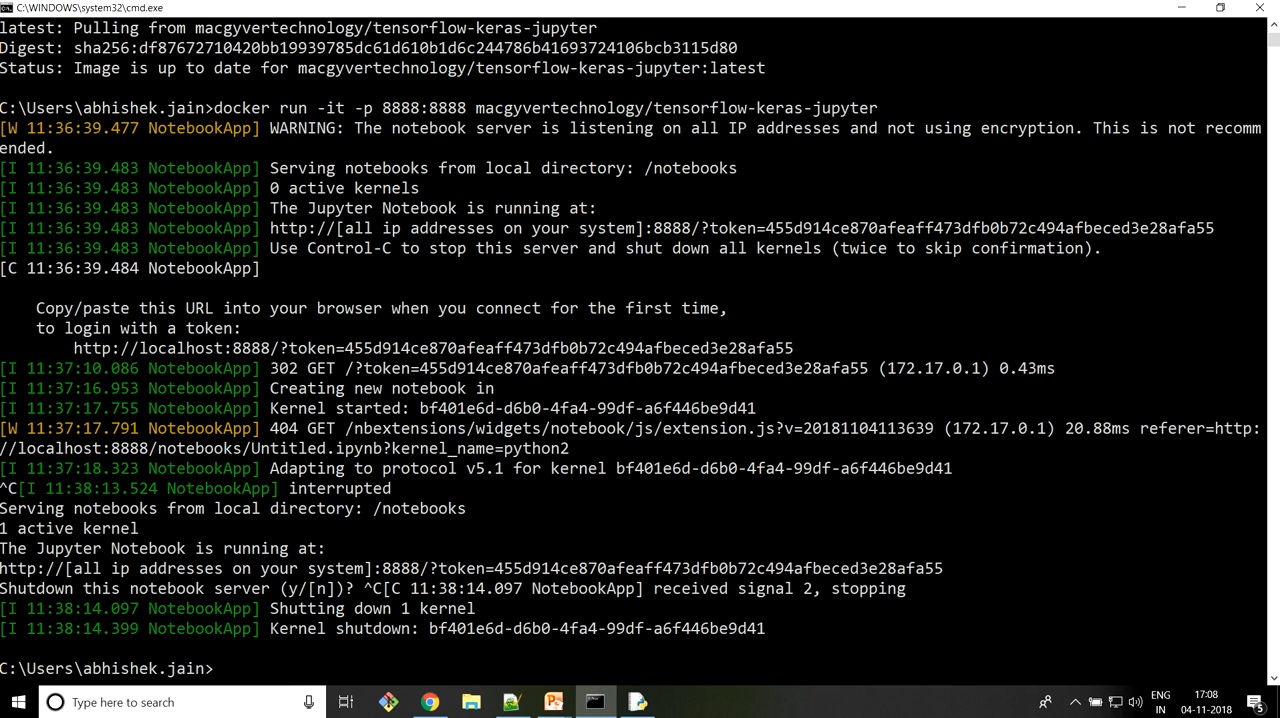 C:\WINDOWS\system32\cmd.exe
latest: Pulling from macgyvertechnology/tensorflow-keras-jupyter
Digest: sha256:df87672710420bb19939785dc61d610b1d6c244786b41693724106bcb3115d80
Status: Image is up to date for macgyvertechnology/tensorflow-keras-jupyter:latest
C:\Users\abhishek.jain>docker run -it -p 8888:8888 macgyvertechnology/tensorflow-keras-jupyter
[W 11:36:39.477 NotebookApp] WARNING: The notebook server is listening on all IP addresses and not using encryption. This is not recomm
ended.
[I 11:36:39.483 NotebookApp] Serving notebooks from local directory: /notebooks
[I 11:36:39.483 NotebookApp] 0 active kernels
[I 11:36:39.483 NotebookApp] The Jupyter Notebook is running at:
[I 11:36:39.483 NotebookApp] http://[all ip addresses on your system]:8888/?token=455d914ce870afeaff473dfb0b72c494afbeced3e28afa55
[I 11:36:39.483 NotebookApp] Use Control-C to stop this server and shut down all kernels (twice to skip confirmation).
[C 11:36:39.484 NotebookApp]
Copy/paste this URL into your browser when you connect for the first time,
to login with a token:
http://localhost:8888/?token=455d914ce870afeaff473dfb0b72c494afbeced3e28afa55
[I 11:37:10.086 NotebookApp] 302 GET /?token=455d914ce870afeaff473dfb0b72c494afbeced3e28afa55 (172.17.0.1) 0.43ms
[I 11:37:16.953 NotebookApp] Creating new notebook in
[I 11:37:17.755 NotebookApp] Kernel started: bf401e6d-d6b0-4fa4-99df-a6f446be9d41
[W 11:37:17.791 NotebookApp] 404 GET /nbextensions/widgets/notebook/js/extension.js?v=20181104113639 (172.17.0.1) 20.88ms referer=http:
//localhost:8888/notebooks/Untitled.ipynb?kernel_name=python2
[I 11:37:18.323 NotebookApp] Adapting to protocol v5.1 for kernel bf401e6d-d6b0-4fa4-99df-a6f446be9d41
^C[I 11:38:13.524 NotebookApp] interrupted
Serving notebooks from local directory: /notebooks
1 active kernel
The Jupyter Notebook is running at:
http://[all ip addresses on your system]:8888/?token=455d914ce870afeaff473dfb0b72c494afbeced3e28afa55
Shutdown this notebook server (y/[n])? ^C[C 11:38:14.097 NotebookApp] received signal 2, stopping
[I 11:38:14.097 NotebookApp] Shutting down 1 kernel
[I 11:38:14.399 NotebookApp] Kernel shutdown: bf401e6d-d6b0-4fa4-99df-a6f446be9d41
C:\Users\abhishek.jain>
Type here to search
ENG
IN
17:08
04-11-2018
5